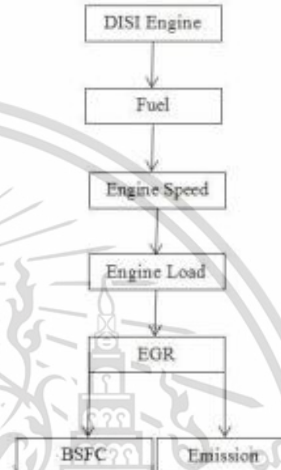 DISI Engine
Fuel
Engine Speed
Engine Load
EGR
BSFC
Emission